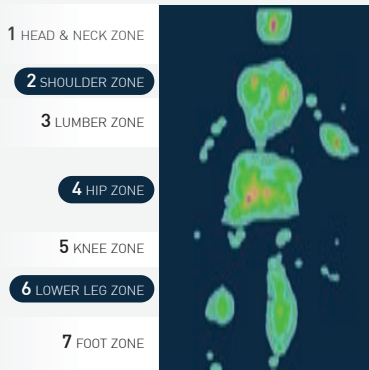 1 HEAD & NECK ZONE
2 SHOULDER ZONE
3 LUMBER ZONE
4 HIP ZONE
5 KNEE ZONE
6 LOWER LEG ZONE
7 FOOT ZONE